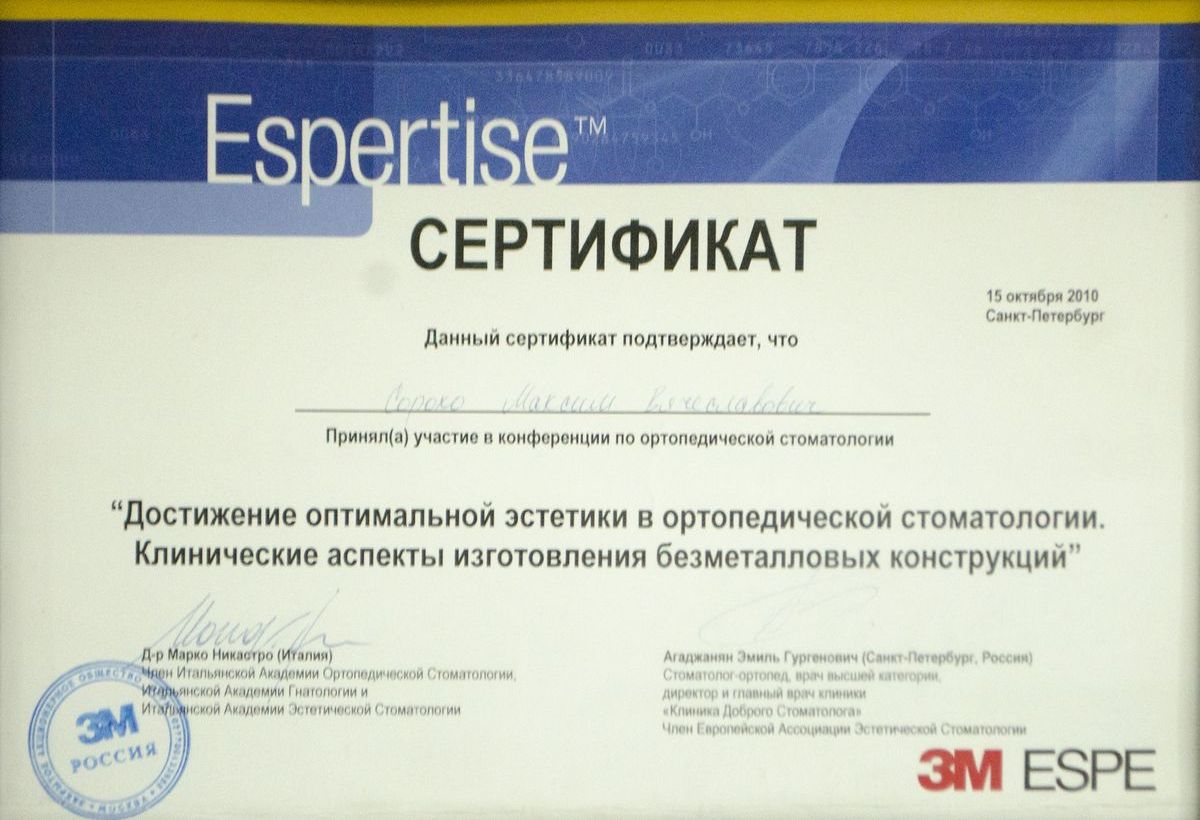 Espertise™
СЕРТИФИКАТ
15 октября 2010
Санкт-Петербург
Данный сертификат подтверждает, что
Сороко Максим Вячеславович
Принял(а) участие в конференции по ортопедической стоматологии
“Достижение оптимальной эстетики в ортопедической стоматологии.
Клинические аспекты изготовления безметалловых конструкций”
Д-р Марко Никастро (Италия)
Член Итальянской Академии Ортопедической Стоматологии,
Итальянской Академии Гнатологии и
Итальянской Академии Эстетической Стоматологии
Агаджанян Эмиль Гургенович (Санкт-Петербург, Россия)
Стоматолог-ортопед, врач высшей категории,
директор и главный врач клиники
«Клиника Доброго Стоматолога»
Член Европейской Ассоциации Эстетической Стоматологии
3M
РОССИЯ
3M ESPE